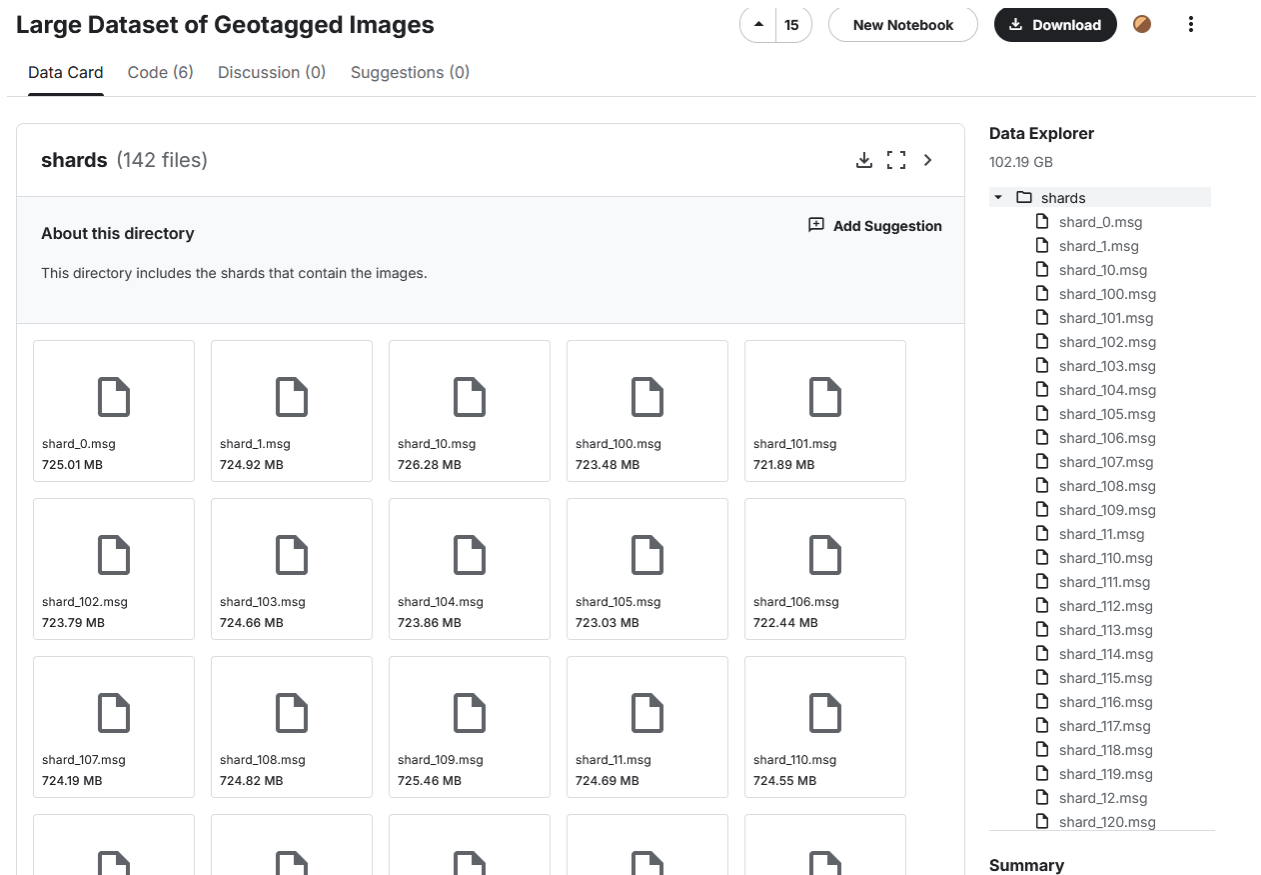 Large Dataset of Geotagged Images
15
New Notebook
Download
Data Card
Code (6)
Discussion (0)
Suggestions (0)
shards (142 files)
About this directory
Add Suggestion
This directory includes the shards that contain the images.
shard_0.msg
725.01 MB
shard_1.msg
724.92 MB
shard_10.msg
726.28 MB
shard_100.msg
723.48 MB
shard_101.msg
721.89 MB
shard_102.msg
723.79 MB
shard_103.msg
724.66 MB
shard_104.msg
723.86 MB
shard_105.msg
723.03 MB
shard_106.msg
722.44 MB
shard_107.msg
724.19 MB
shard_108.msg
724.82 MB
shard_109.msg
725.46 MB
shard_11.msg
724.69 MB
shard_110.msg
724.55 MB
Data Explorer
102.19 GB
shards
shard_0.msg
shard_1.msg
shard_10.msg
shard_100.msg
shard_101.msg
shard_102.msg
shard_103.msg
shard_104.msg
shard_105.msg
shard_106.msg
shard_107.msg
shard_108.msg
shard_109.msg
shard_11.msg
shard_110.msg
shard_111.msg
shard_112.msg
shard_113.msg
shard_114.msg
shard_115.msg
shard_116.msg
shard_117.msg
shard_118.msg
shard_119.msg
shard_12.msg
shard_120.msg
Summary